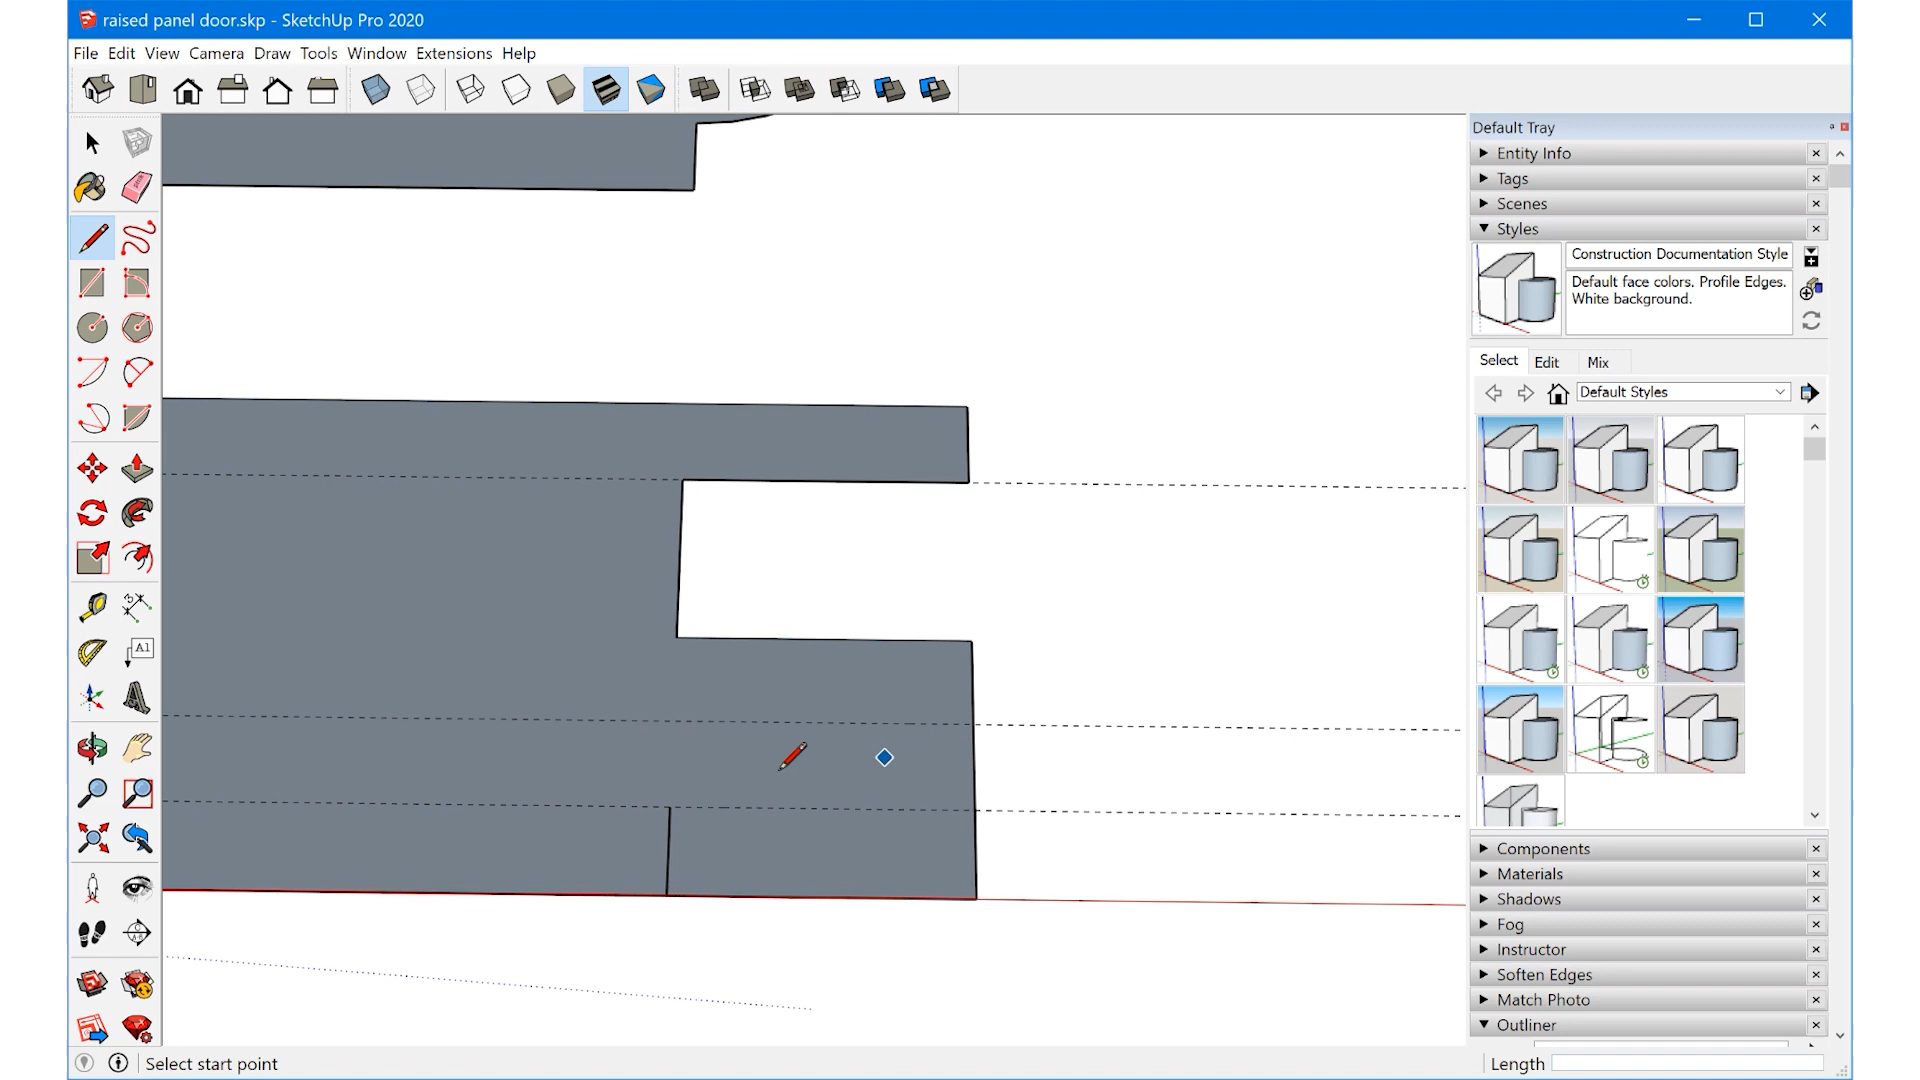 raised panel door.skp - SketchUp Pro 2020
File Edit View Camera Draw Tools Window Extensions Help
Default Tray
Entity Info
Tags
Scenes
Styles
Construction Documentation Style
Default face colors. Profile Edges.
White background.
Select Edit Mix
Default Styles
A1
Components
Materials
Shadows
Fog
Instructor
Soften Edges
Match Photo
Outliner
Select start point
Length